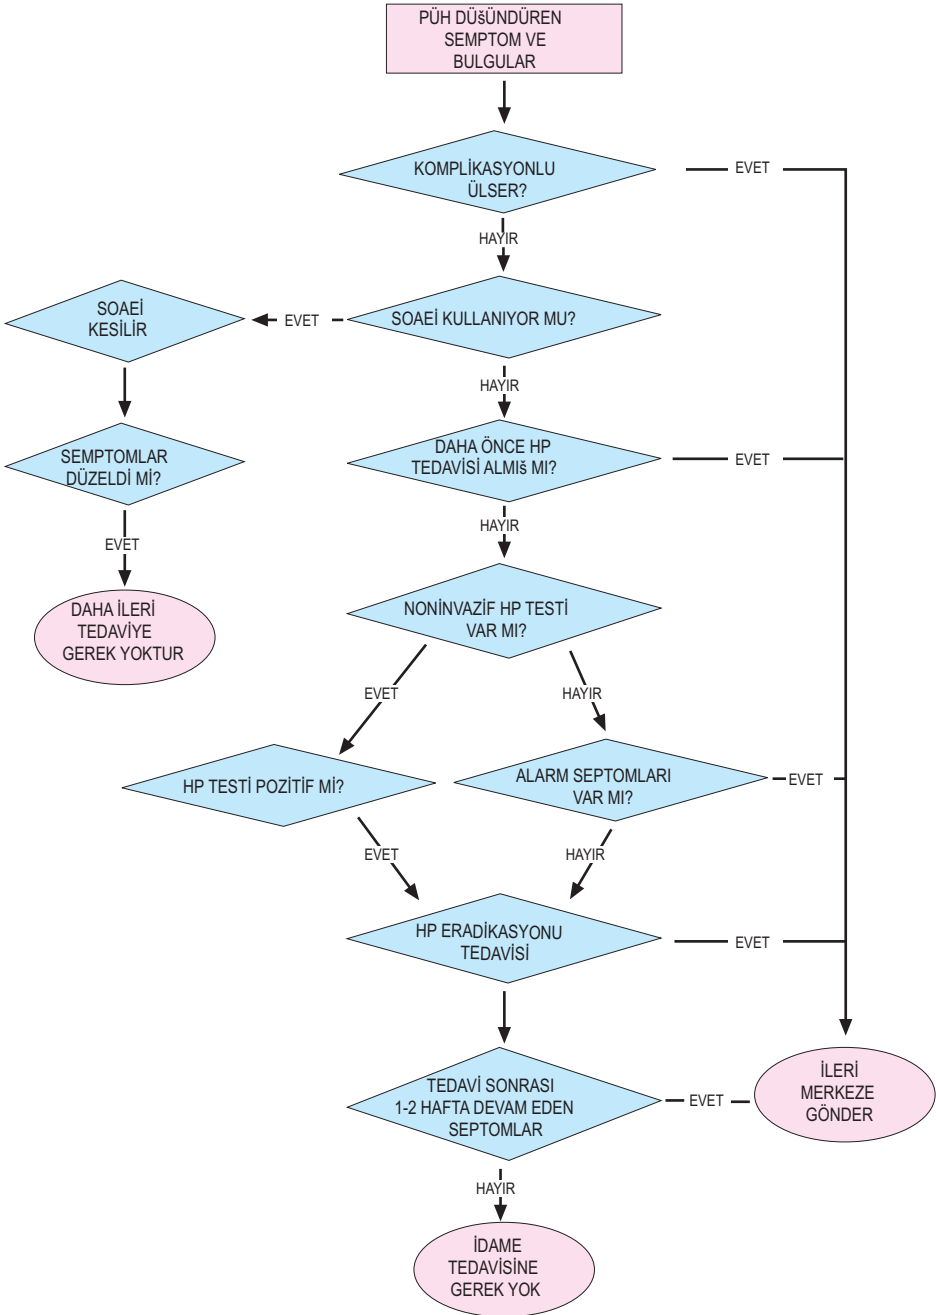 PÜH DÜšÜNDÜREN
SEMPTOM VE
BULGULAR
KOMPLİKASYONLU
ÜLSER?
EVET
HAYIR
SOAEİ
KESİLİR
EVET
SOAEİ KULLANIYOR MU?
HAYIR
SEMPTOMLAR
DÜZELDİ Mİ?
DAHA ÖNCE HP
TEDAVİSİ ALMIš MI?
EVET
HAYIR
EVET
DAHA İLERİ
TEDAVİYE
GEREK YOKTUR
NONİNVAZİF HP TESTİ
VAR MI?
EVET
HAYIR
HP TESTİ POZİTİF Mİ?
ALARM SEPTOMLARI
VAR MI?
EVET
EVET
HAYIR
HP ERADİKASYONU
TEDAVİSİ
EVET
TEDAVİ SONRASI
1-2 HAFTA DEVAM EDEN
SEPTOMLAR
EVET
İLERİ
MERKEZE
GÖNDER
HAYIR
İDAME
TEDAVİSİNE
GEREK YOK